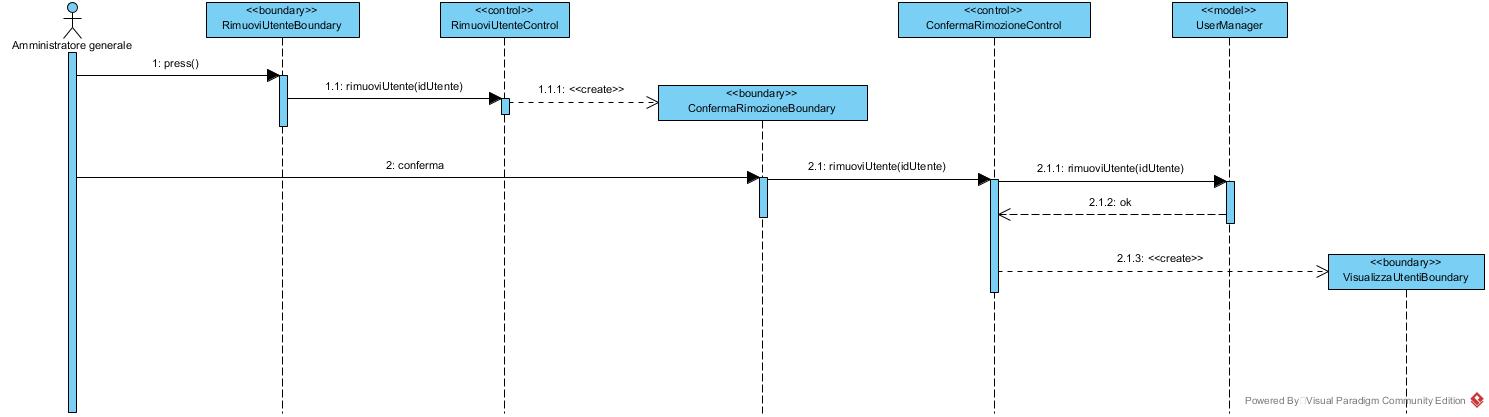 <<boundary>>
RimuoviUtenteBoundary
<<control>>
RimuoviUtenteControl
<<control>>
ConfermaRimozioneControl
<<model>>
UserManager
Amministratore generale
1: press()
1.1: rimuoviUtente(idUtente)
1.1.1: <<create>>
<<boundary>>
ConfermaRimozioneBoundary
2: conferma
2.1: rimuoviUtente(idUtente)
2.1.1: rimuoviUtente(idUtente)
2.1.2: ok
2.1.3: <<create>>
<<boundary>>
VisualizzaUtentiBoundary
Powered By Visual Paradigm Community Edition